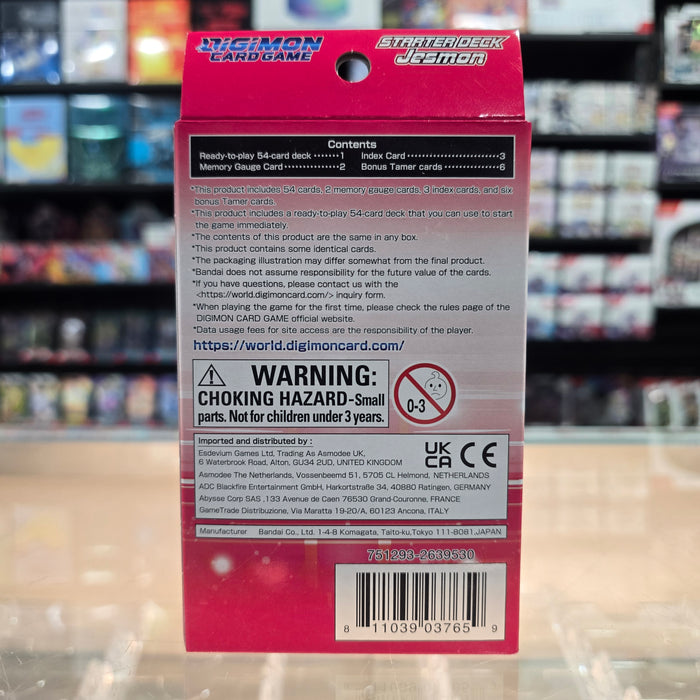 DIGIMON
CARD GAME
STARTER DECK
Jesmon
Contents
Ready-to-play 54-card deck ······· 1 Index Card ························ 3
Memory Gauge Card ················ 2 Bonus Tamer cards ··············· 6
*This product includes 54 cards, 2 memory gauge cards, 3 index cards, and six
bonus Tamer cards.
*This product includes a ready-to-play 54-card deck that you can use to start
the game immediately.
*The contents of this product are the same in any box.
*This product contains some identical cards.
*The packaging illustration may differ somewhat from the final product.
*Bandai does not assume responsibility for the future value of the cards.
*If you have questions, please contact us with the
<https://world.digimoncard.com/> inquiry form.
*When playing the game for the first time, please check the rules page of the
DIGIMON CARD GAME official website.
*Data usage fees for site access are the responsibility of the player.
https://world.digimoncard.com/
WARNING:
CHOKING HAZARD-Small
parts. Not for children under 3 years.
0-3
Imported and distributed by :
Esdevium Games Ltd, Trading As Asmodee UK,
6 Waterbrook Road, Alton, GU34 2UD, UNITED KINGDOM
UK
CA CE
Asmodee The Netherlands, Vossenbeemd 51, 5705 CL Helmond, NETHERLANDS
ADC Blackfire Entertainment GmbH, Harkortstraße 34, 40880 Ratingen, GERMANY
Abysse Corp SAS ,133 Avenue de Caen 76530 Grand-Couronne, FRANCE
GameTrade Distribuzione, Via Maratta 19-20/A, 60123 Ancona, ITALY
Manufacturer Bandai Co., Ltd. 1-4-8 Komagata, Taito-ku,Tokyo 111-8081,JAPAN
751293-2639530
8 11039 03765 9